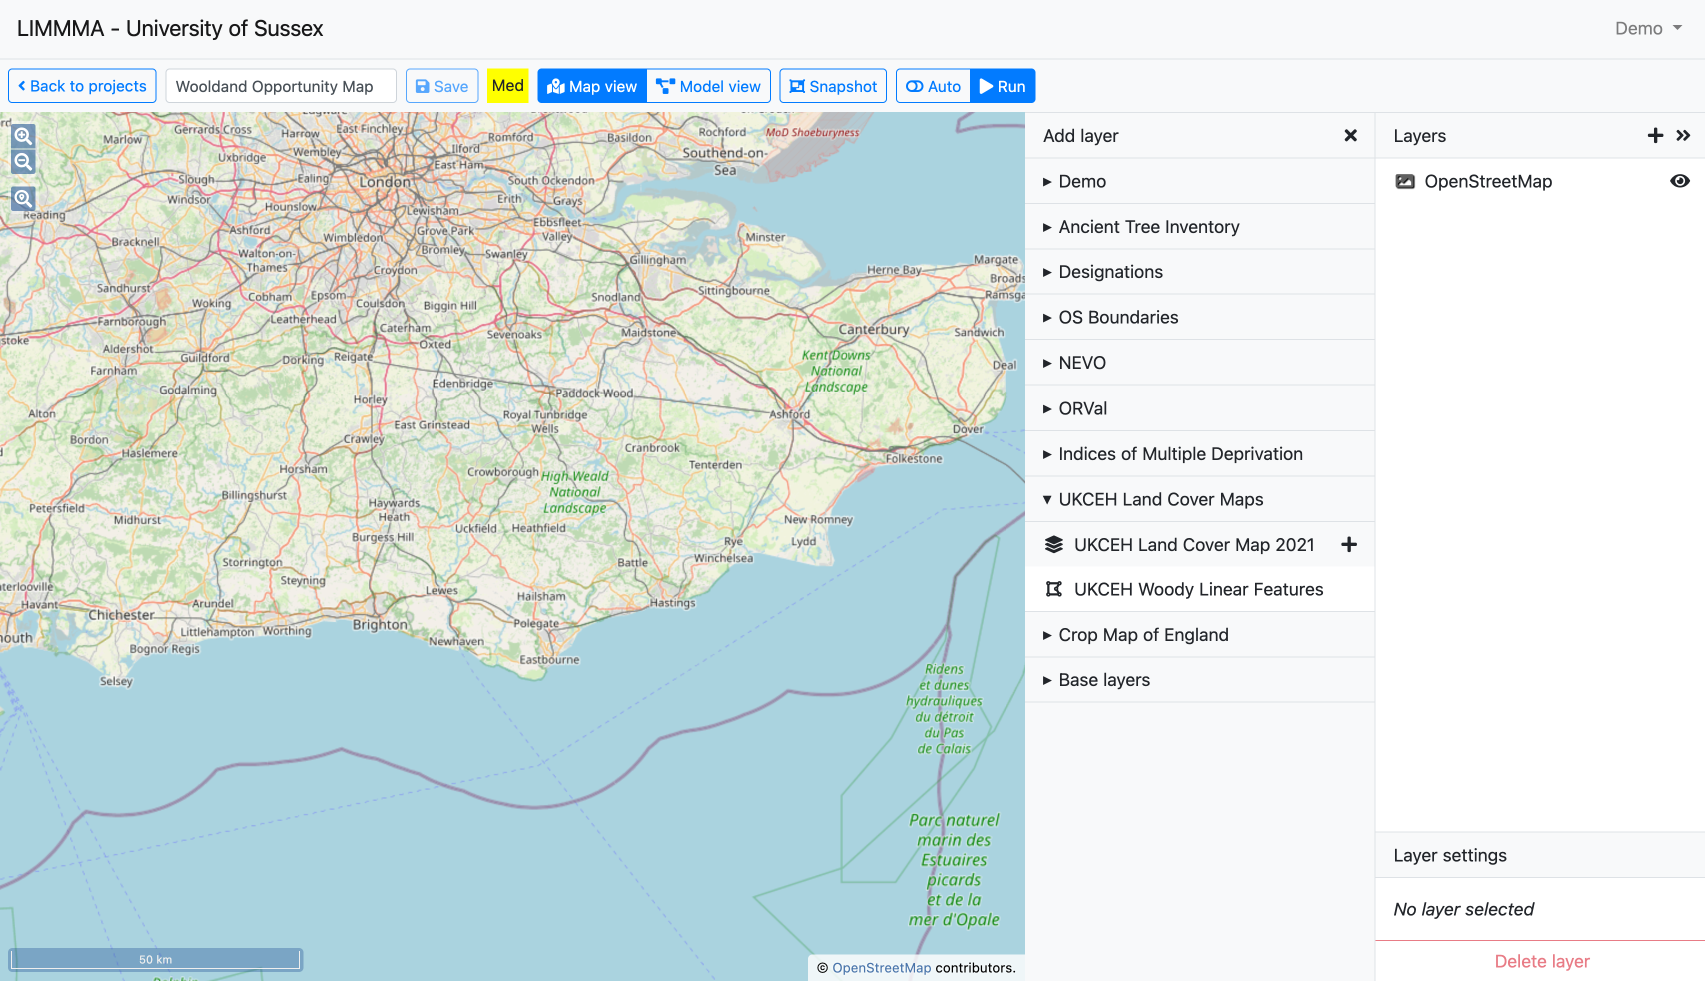 LIMMMA - University of Sussex
Demo
Back to projects
Wooldand Opportunity Map
Save
Med
Map view
Model view
Snapshot
Auto
Run
Add layer
Demo
Ancient Tree Inventory
Designations
OS Boundaries
NEVO
ORVal
Indices of Multiple Deprivation
UKCEH Land Cover Maps
UKCEH Land Cover Map 2021
UKCEH Woody Linear Features
Crop Map of England
Base layers
Layers
OpenStreetMap
Layer settings
No layer selected
Delete layer
Marlow
Gerrards Cross
Harrow
East Finchley
Romford
Basildon
Rochford
MoD Shoeburyness
Uxbridge
Wembley
Ilford
East Ham
Southend-on-
Sea
Slough
Ealing
London
South Ockendon
Windsor
Hounslow
Erith
Grays
Reading
Lewisham
Ashford
Wimbledon
Grove Park
Ebbsfleet
Valley
Bracknell
Bromley
Minster
Walton-on-
Thames
Swanley
Gillingham
Margate
Croydon
Herne Bay
Broads
Sandhurst
Woking
Cobham
Epsom
Coulsdon
Biggin Hill
Snodland
Sittingbourne
Ramsga
Farnborough
Leatherhead
Caterham
Sevenoaks
Maidstone
Canterbury
Sandwich
stoke
Aldershot
Guildford
Dorking
Reigate
Oxted
Kent Downs
National
Landscape
Farnham
Deal
Godalming
Edenbridge
Paddock Wood
Horley
Alton
Royal Tunbridge
Wells
Ashford
Bordon
Crawley
East Grinstead
Dover
Haslemere
Cranbrook
Folkestone
Horsham
Crowborough
Tenterden
High Weald
National
Landscape
Billingshurst
Petersfield
Haywards
Heath
Midhurst
Uckfield
Heathfield
New Romney
Burgess Hill
Rye
Lydd
Storrington
Battle
Winchelsea
Steyning
terlooville
Lewes
Hailsham
Havant
Arundel
Hastings
Chichester
mouth
Littlehampton
Worthing
Brighton
Polegate
Newhaven
Bognor Regis
Eastbourne
Selsey
Ridens
et dunes
hydrauliques
du détroit
du Pas
de Calais
Parc naturel
marin des
Estuaires
picards
et de la
mer d'Opale
50 km
© OpenStreetMap contributors.